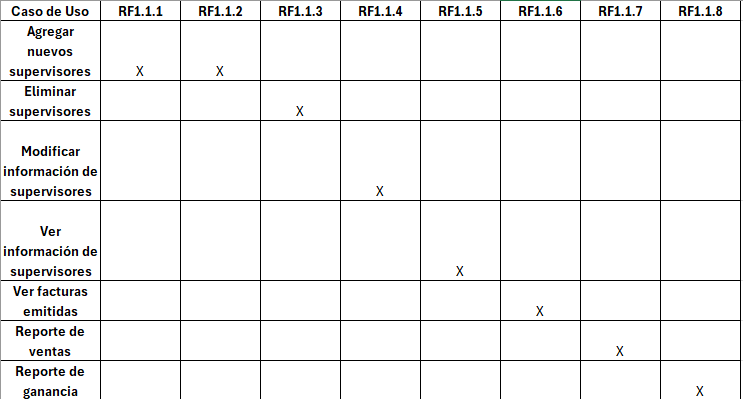 Caso de Uso RF1.1.1 RF1.1.2 RF1.1.3 RF1.1.4 RF1.1.5 RF1.1.6 RF1.1.7 RF1.1.8
Agregar
nuevos
supervisores X X
Eliminar
supervisores X
Modificar
información de
supervisores X
Ver
información de
supervisores X
Ver facturas
emitidas X
Reporte de
ventas X
Reporte de
ganancia X